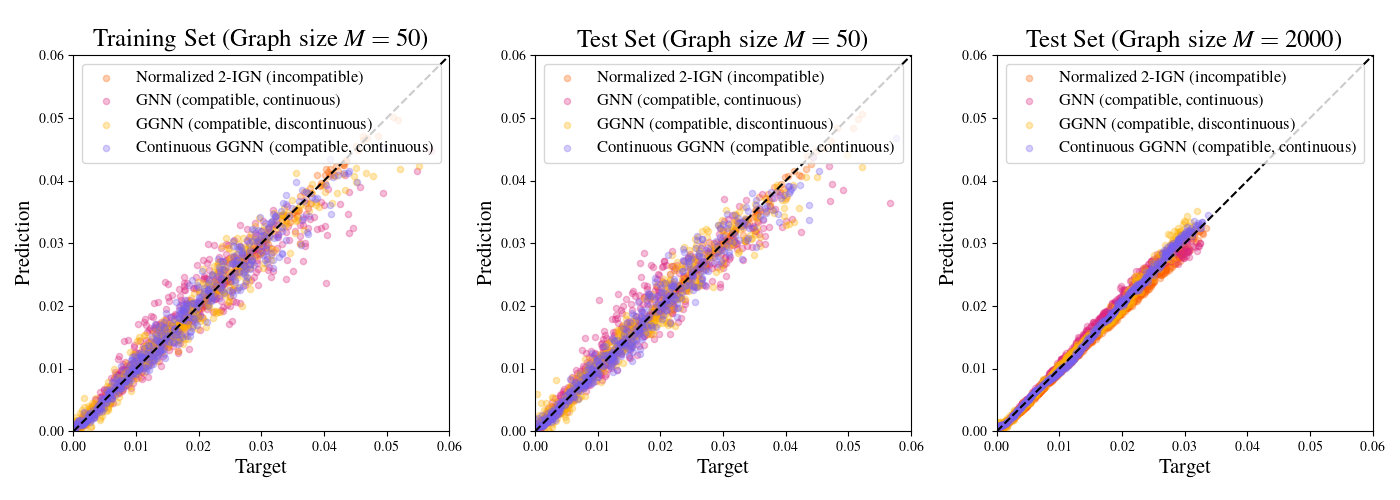 Training Set (Graph size M = 50)
Normalized 2-IGN (incompatible)
GNN (compatible, continuous)
GGNN (compatible, discontinuous)
Continuous GGNN (compatible, continuous)
0.06
0.05
0.04
0.03
0.02
0.01
0.00
Prediction
0.00 0.01 0.02 0.03 0.04 0.05 0.06
Target
Test Set (Graph size M = 50)
Normalized 2-IGN (incompatible)
GNN (compatible, continuous)
GGNN (compatible, discontinuous)
Continuous GGNN (compatible, continuous)
0.06
0.05
0.04
0.03
0.02
0.01
0.00
Prediction
0.00 0.01 0.02 0.03 0.04 0.05 0.06
Target
Test Set (Graph size M = 2000)
Normalized 2-IGN (incompatible)
GNN (compatible, continuous)
GGNN (compatible, discontinuous)
Continuous GGNN (compatible, continuous)
0.06
0.05
0.04
0.03
0.02
0.01
0.00
Prediction
0.00 0.01 0.02 0.03 0.04 0.05 0.06
Target